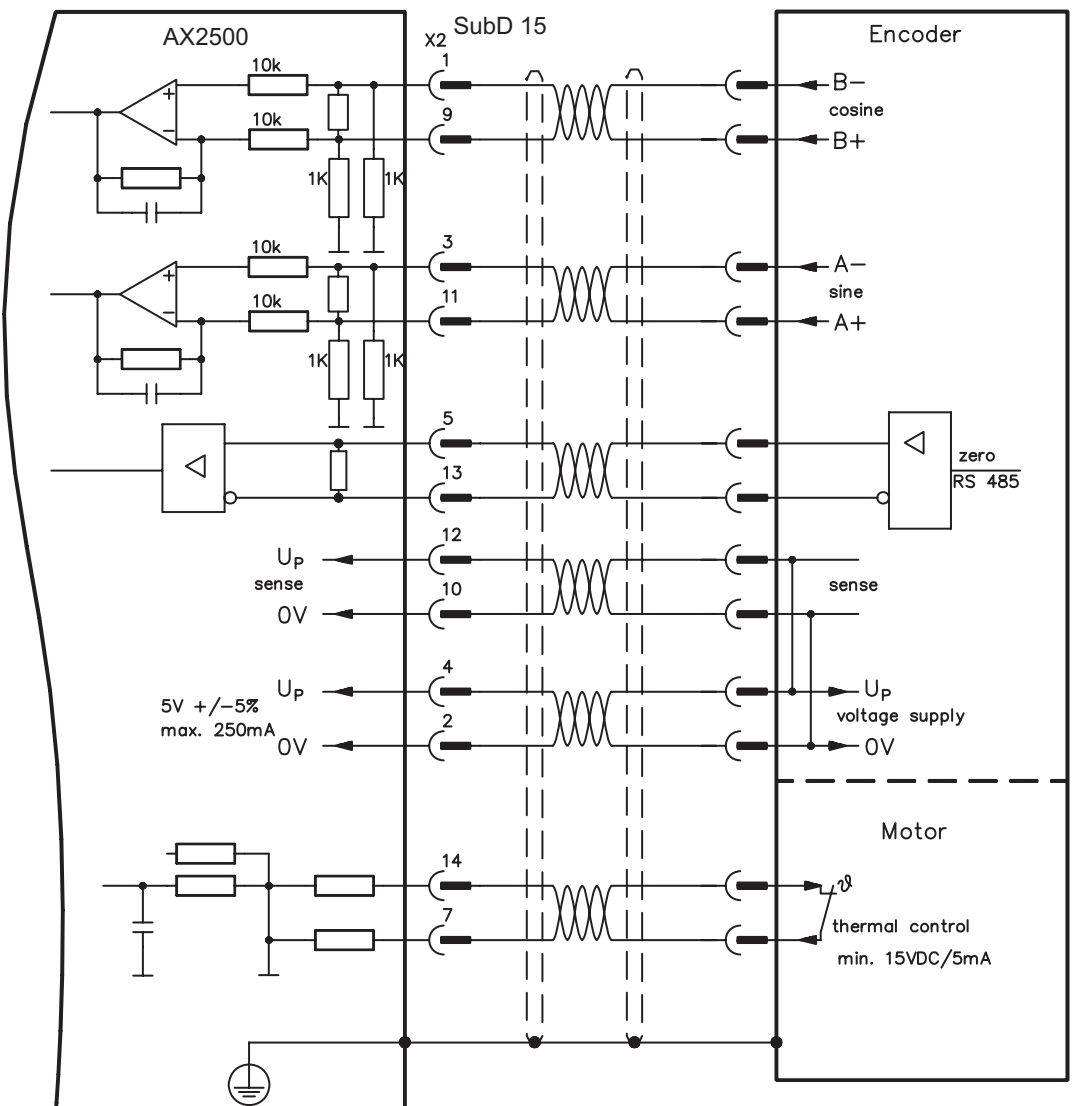 AX2500
X2
SubD 15
Encoder
10k
1
B-
cosine
10k
9
B+
1K
1K
10k
3
A-
sine
10k
11
A+
1K
1K
5
zero
13
RS 485
12
UP
sense
sense
10
0V
4
UP
UP
5V +/-5%
max. 250mA
voltage supply
2
0V
0V
Motor
14
ϑ
7
thermal control
min. 15VDC/5mA